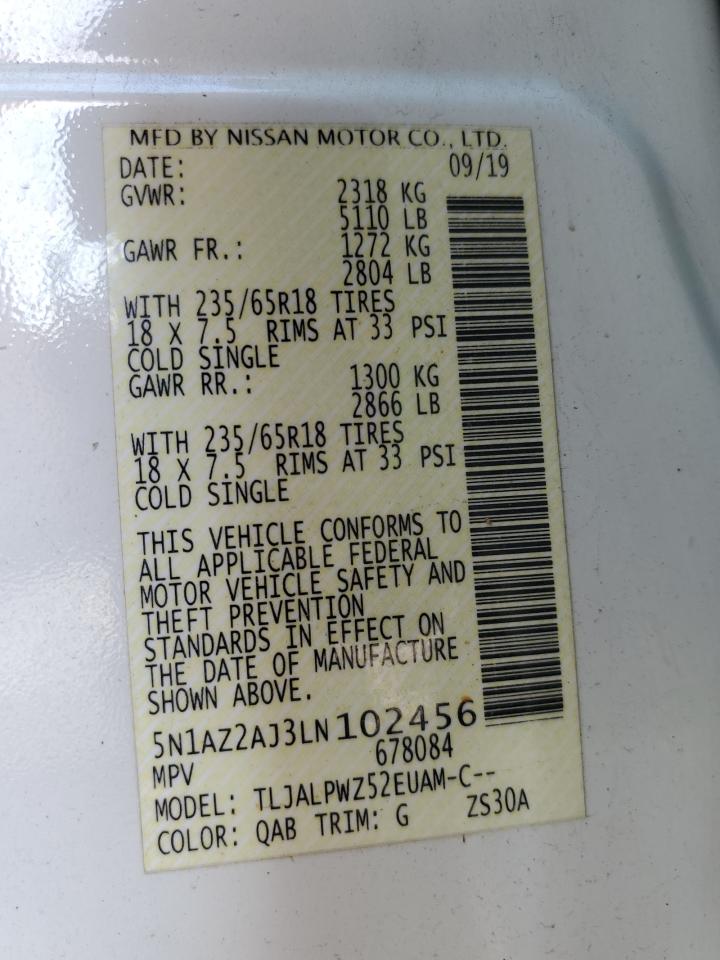 MFD BY NISSAN MOTOR CO., LTD.
DATE: 09/19
GVWR: 2318 KG
5110 LB
GAWR FR.: 1272 KG
2804 LB
WITH 235/65R18 TIRES
18 X 7.5 RIMS AT 33 PSI
COLD SINGLE
GAWR RR.: 1300 KG
2866 LB
WITH 235/65R18 TIRES
18 X 7.5 RIMS AT 33 PSI
COLD SINGLE
THIS VEHICLE CONFORMS TO
ALL APPLICABLE FEDERAL
MOTOR VEHICLE SAFETY AND
THEFT PREVENTION
STANDARDS IN EFFECT ON
THE DATE OF MANUFACTURE
SHOWN ABOVE.
5N1AZ2AJ3LN102456
MPV 678084
MODEL: TLJALPWZ52EUAM-C--
COLOR: QAB TRIM: G ZS30A